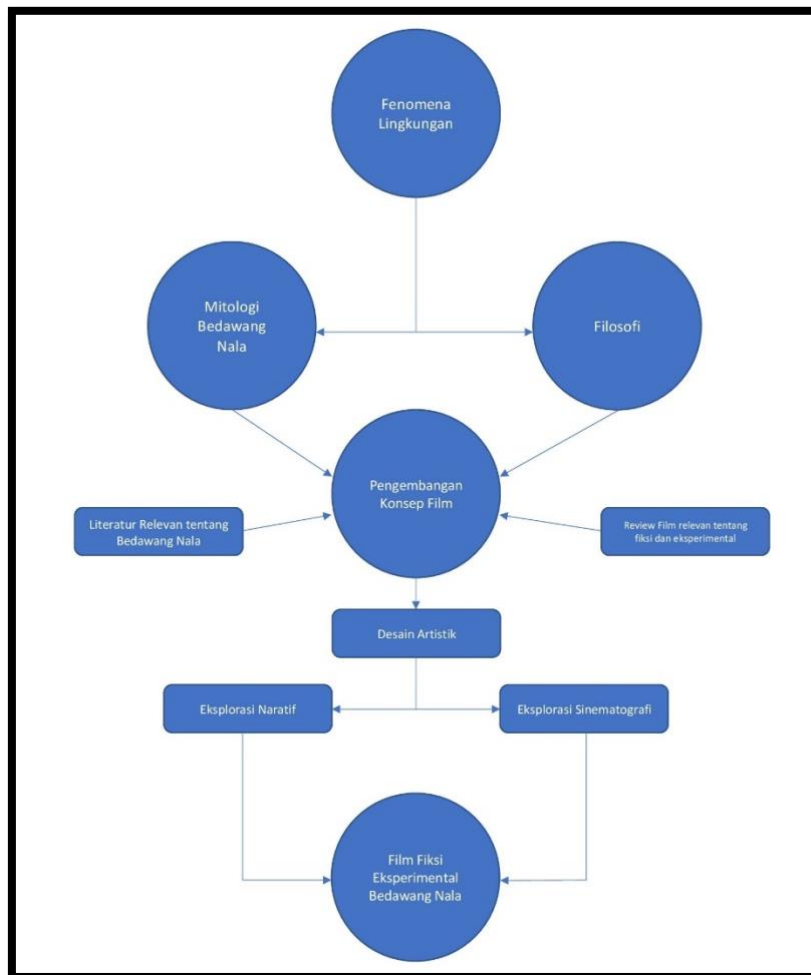 Fenomena
Lingkungan
Mitologi
Bedawang
Nala
Filosofi
Pengembangan
Konsep Film
Literatur Relevan tentang
Bedawang Nala
Review Film relevan tentang
fiksi dan eksperimental
Desain Artistik
Eksplorasi Naratif
Eksplorasi Sinematografi
Film Fiksi
Eksperimental
Bedawang Nala